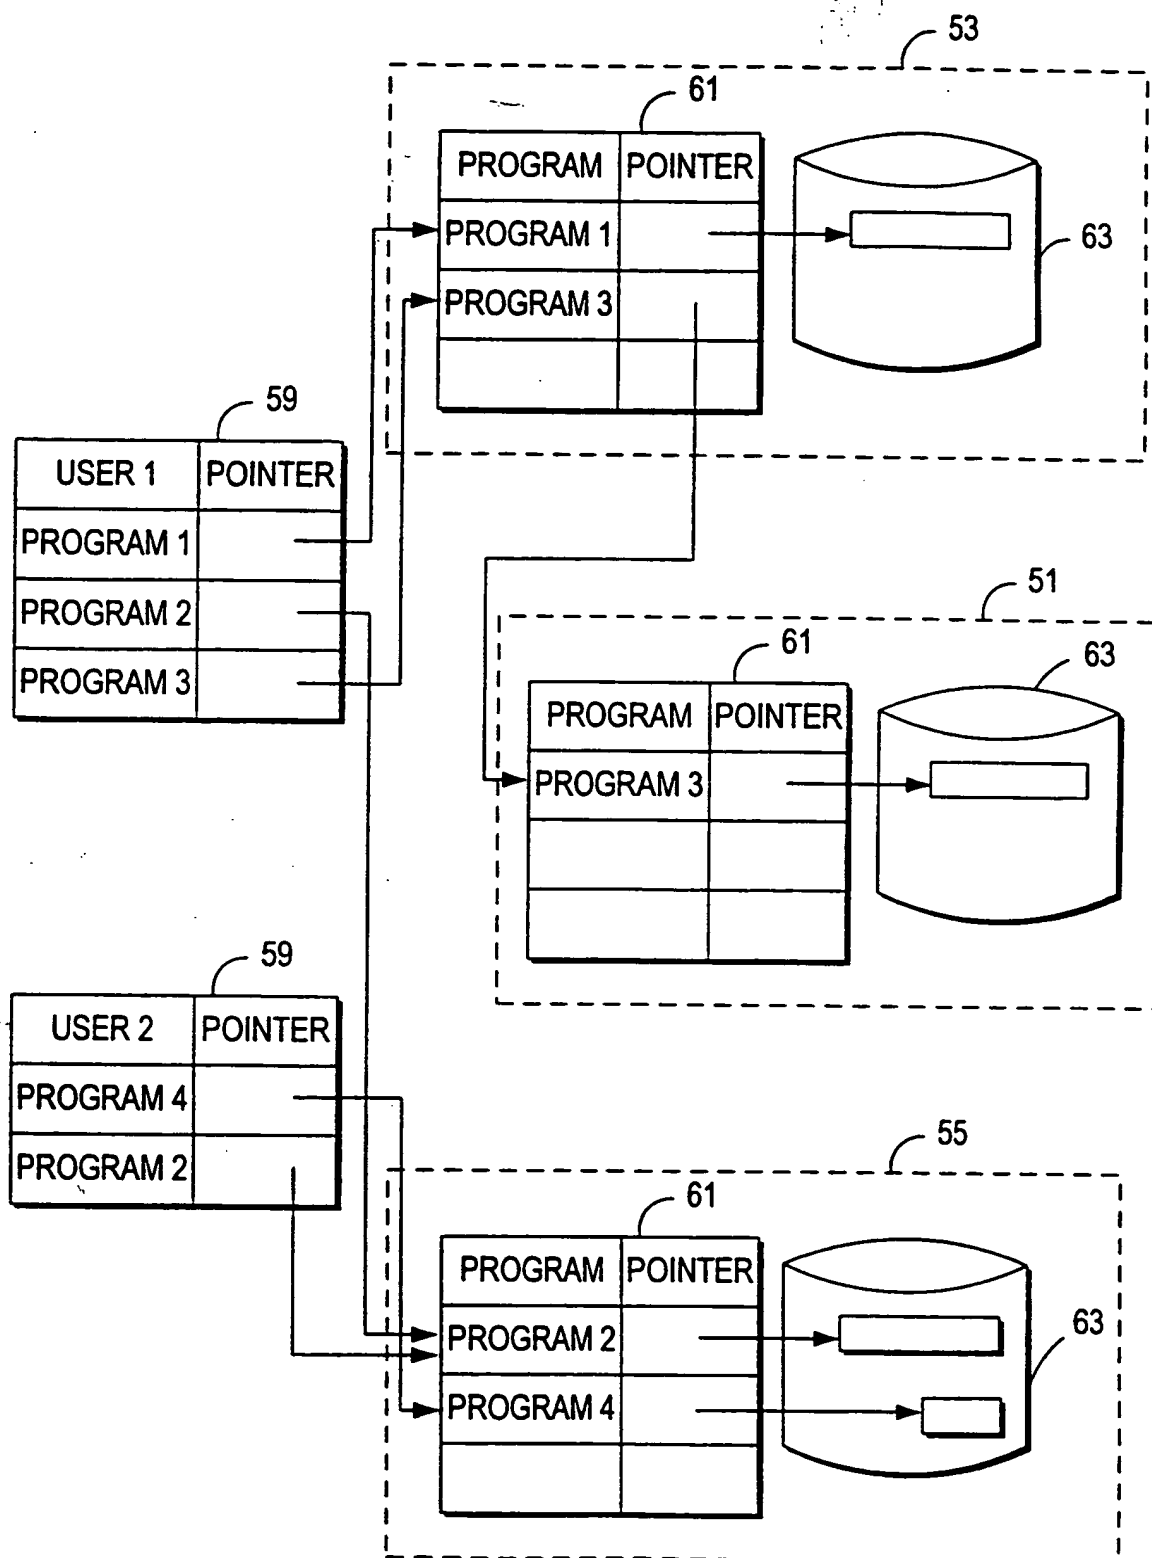 53
61
PROGRAM POINTER
PROGRAM 1
PROGRAM 3
63
59
USER 1 POINTER
PROGRAM 1
PROGRAM 2
PROGRAM 3
51
61
63
PROGRAM POINTER
PROGRAM 3
59
USER 2 POINTER
PROGRAM 4
PROGRAM 2
55
61
PROGRAM POINTER
PROGRAM 2
PROGRAM 4
63